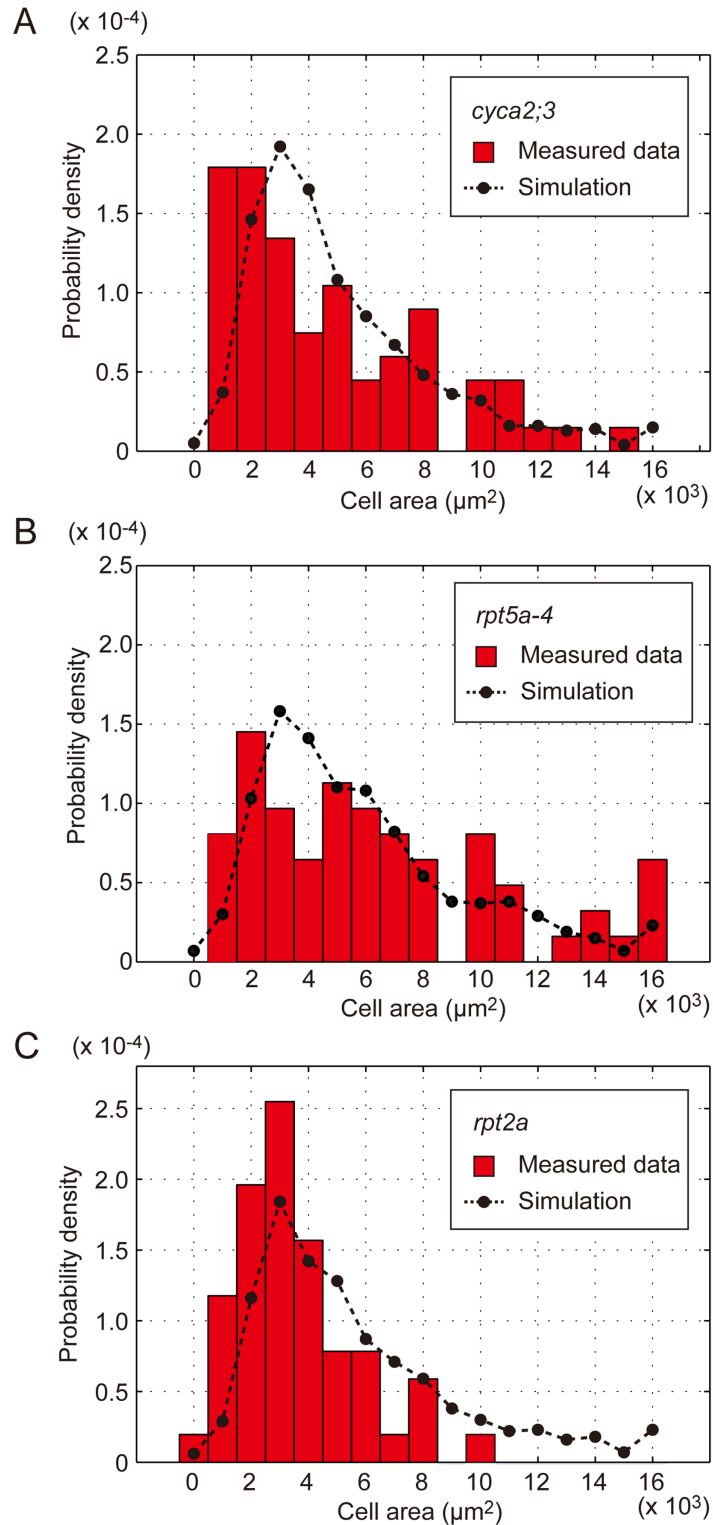 A (x 10-4)
2.5
2.0
1.5
1.0
0.5
0
Probability density
cyca2;3
Measured data
Simulation
0 2 4 6 8 10 12 14 16
Cell area (μm2) (x 103)
B (x 10-4)
2.5
2.0
1.5
1.0
0.5
0
Probability density
rpt5a-4
Measured data
Simulation
0 2 4 6 8 10 12 14 16
Cell area (μm2) (x 103)
C (x 10-4)
2.5
2.0
1.5
1.0
0.5
0
Probability density
rpt2a
Measured data
Simulation
0 2 4 6 8 10 12 14 16
Cell area (μm2) (x 103)